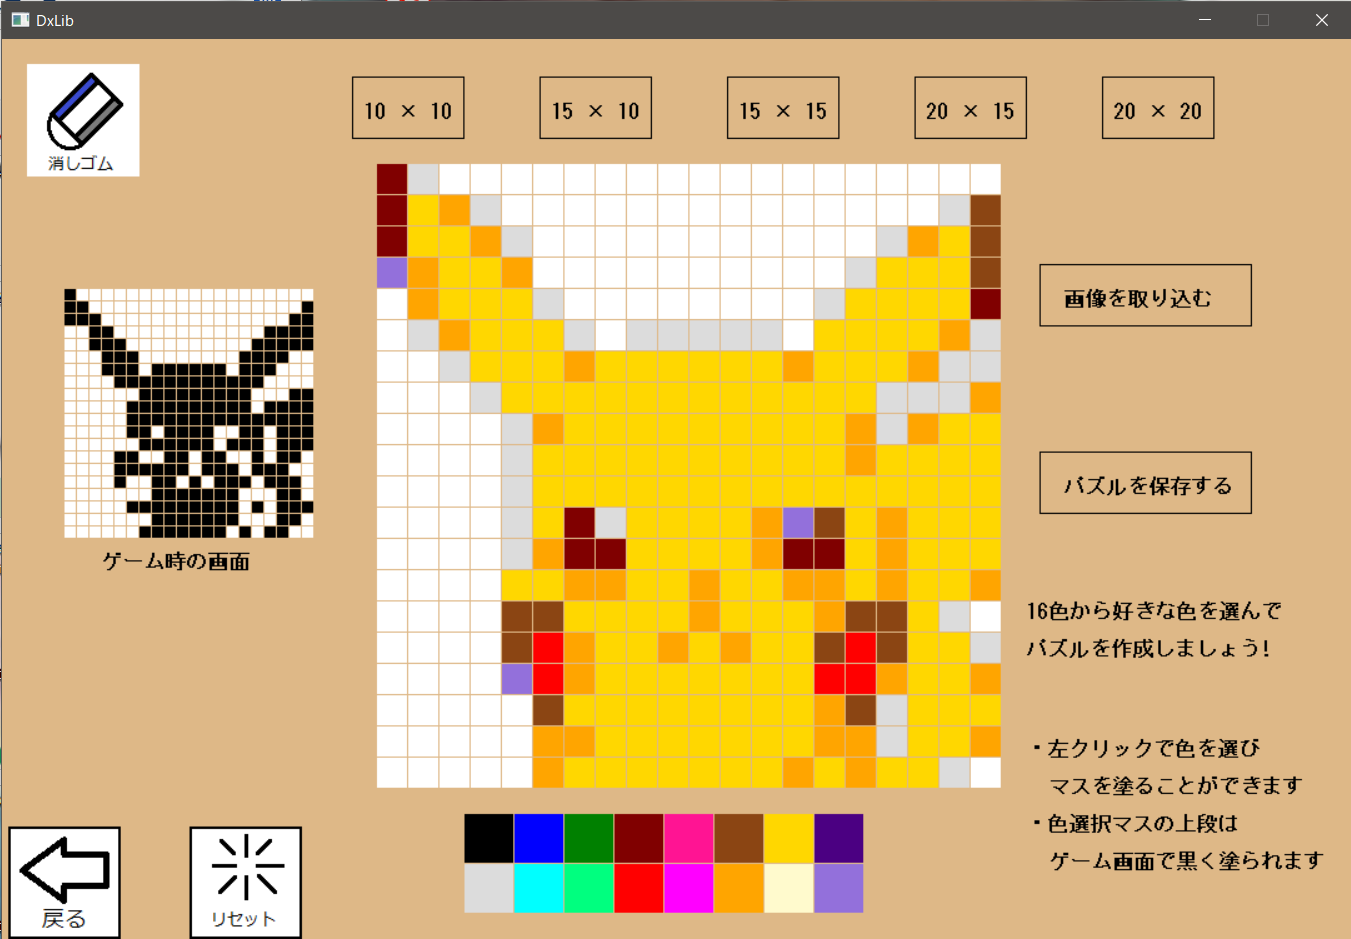 DxLib
消しゴム
10 × 10
15 × 10
15 × 15
20 × 15
20 × 20
画像を取り込む
パズルを保存する
ゲーム時の画面
16色から好きな色を選んで
パズルを作成しましょう!
・左クリックで色を選び
マスを塗ることができます
・色選択マスの上段は
ゲーム画面で黒く塗られます
戻る
リセット